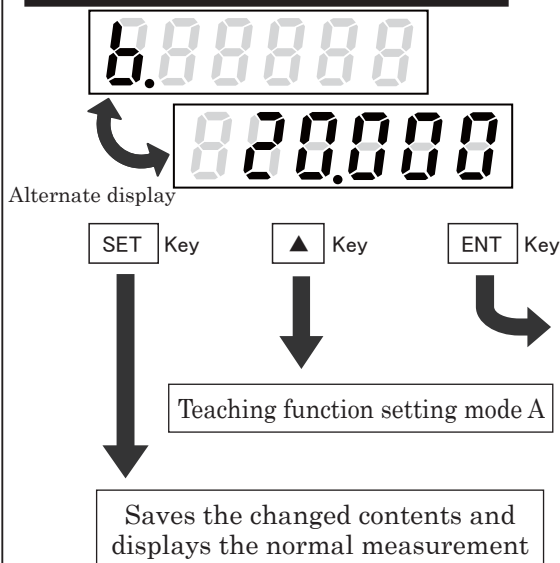 b.
20.000
Alternate display
SET Key ▲ Key ENT Key
Teaching function setting mode A
Saves the changed contents and
displays the normal measurement